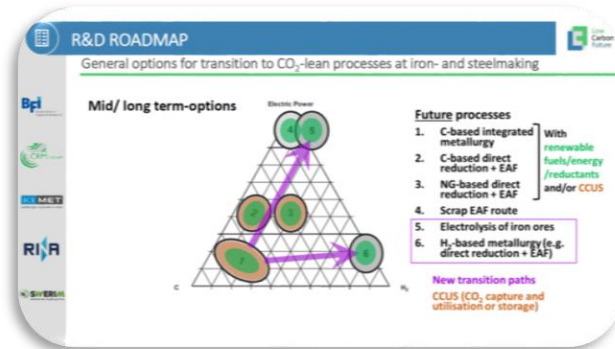 R&D ROADMAP
Low
Carbon
Future
General options for transition to CO₂-lean processes at iron- and steelmaking
BFI
CRM
KIMET
RINA
SWERIM
Mid/ long term-options
Electric Power
4
5
2
3
1
6
C
H₂
Future processes
1. C-based integrated
metallurgy
2. C-based direct
reduction + EAF
3. NG-based direct
reduction + EAF
4. Scrap EAF route
5. Electrolysis of iron ores
6. H₂-based metallurgy (e.g.
direct reduction + EAF)
With
renewable
fuels/energy
/reductants
and/or CCUS
New transition paths
CCUS (CO₂ capture and
utilisation or storage)